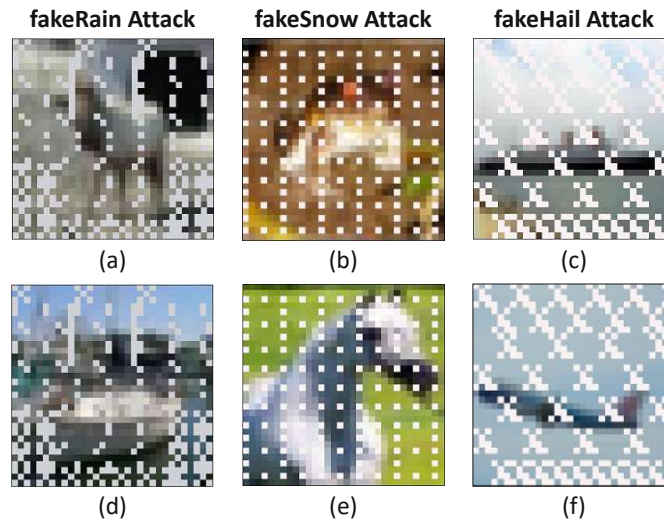 fakeRain Attack fakeSnow Attack fakeHail Attack
(a) (b) (c)
(d) (e) (f)